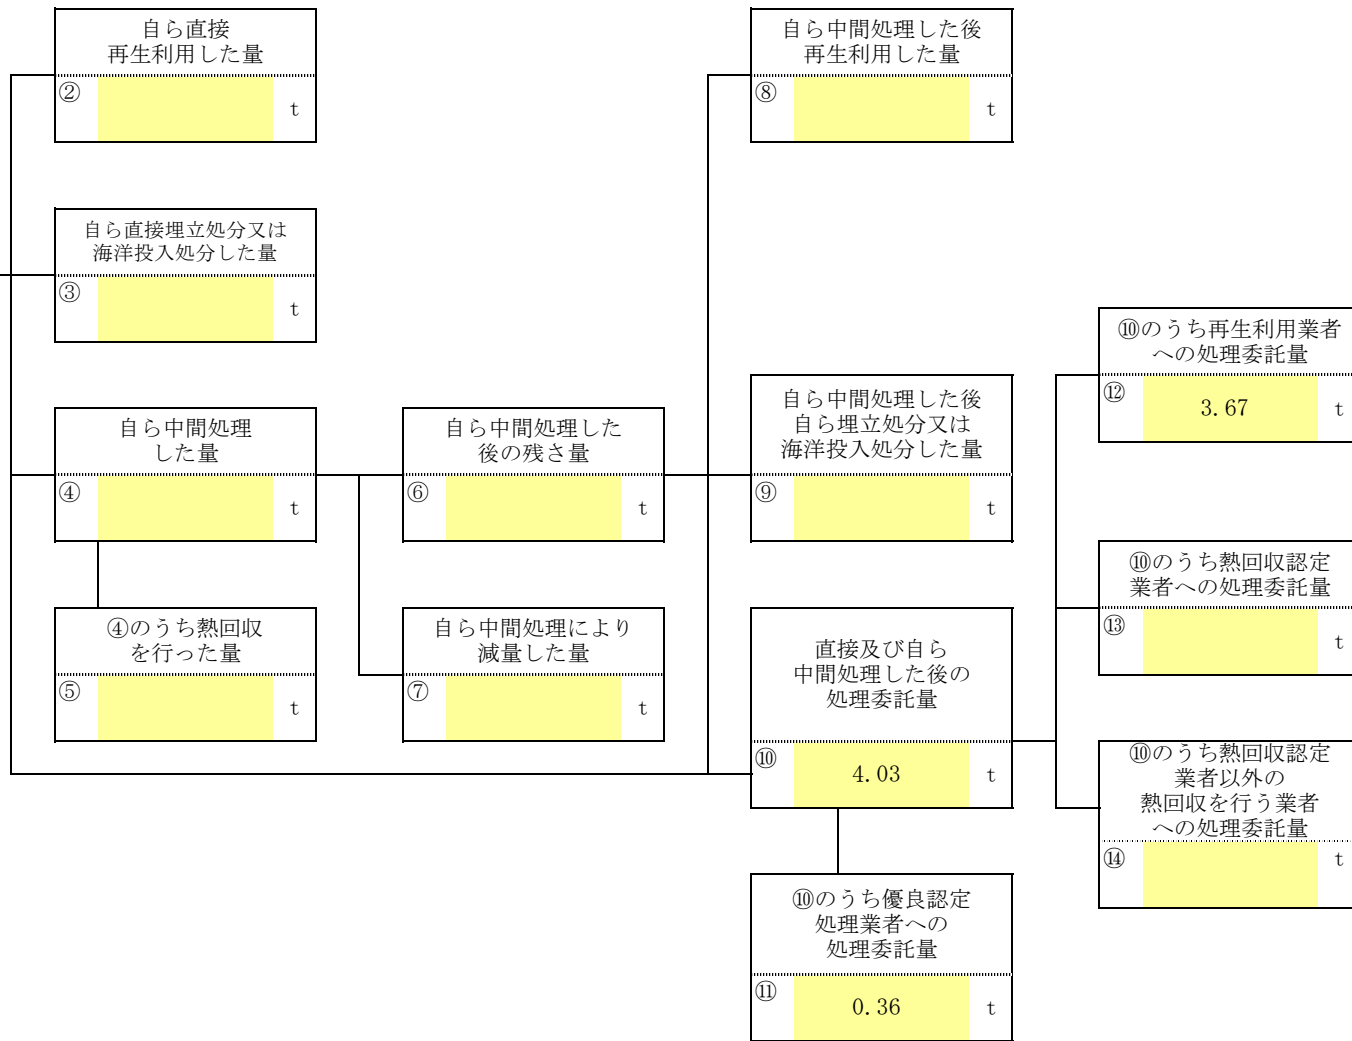 自ら直接
再生利用した量
②
t
自ら中間処理した後
再生利用した量
⑧
t
自ら直接埋立処分又は
海洋投入処分した量
③
t
⑩のうち再生利用業者
への処理委託量
⑫
3.67
t
自ら中間処理
した量
④
t
自ら中間処理した
後の残さ量
⑥
t
自ら中間処理した後
自ら埋立処分又は
海洋投入処分した量
⑨
t
⑩のうち熱回収認定
業者への処理委託量
⑬
t
④のうち熱回収
を行った量
⑤
t
自ら中間処理により
減量した量
⑦
t
直接及び自ら
中間処理した後の
処理委託量
⑩
4.03
t
⑩のうち熱回収認定
業者以外の
熱回収を行う業者
への処理委託量
⑭
t
⑩のうち優良認定
処理業者への
処理委託量
⑪
0.36
t